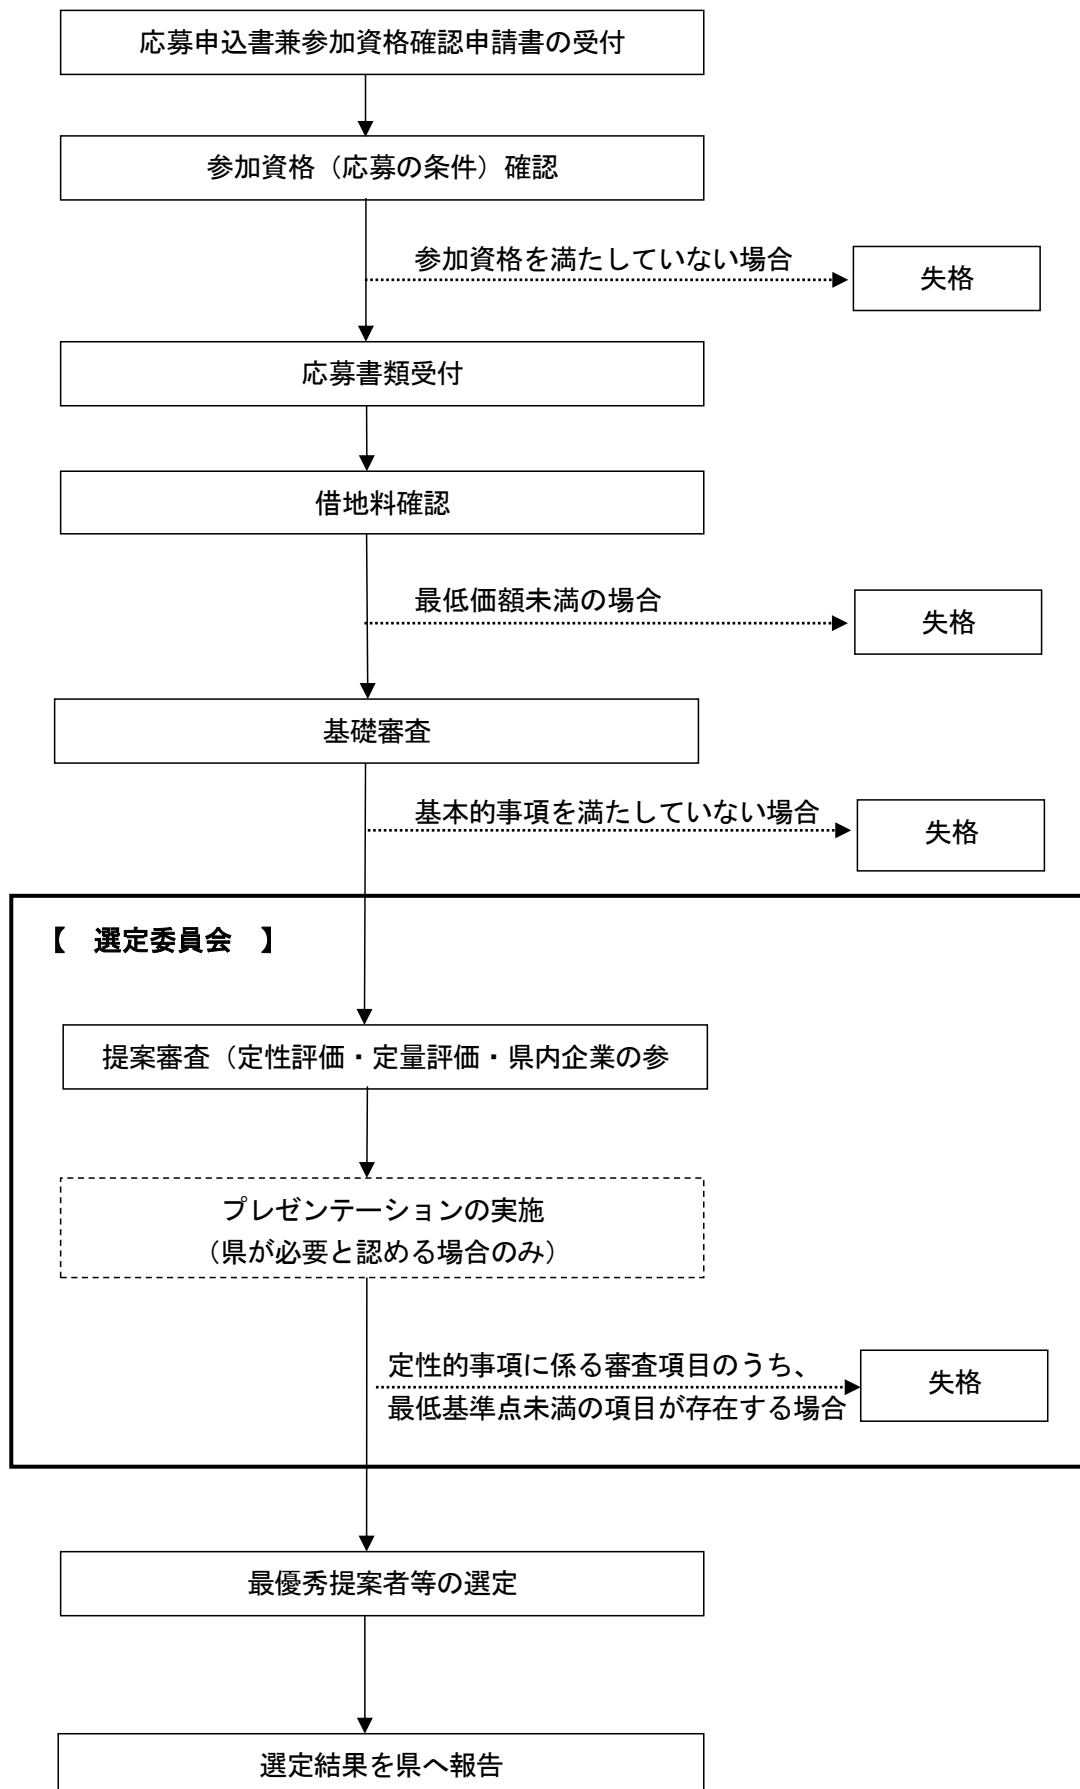 応募申込書兼参加資格確認申請書の受付
参加資格（応募の条件）確認
参加資格を満たしていない場合
失格
応募書類受付
借地料確認
最低価額未満の場合
失格
基礎審査
基本的事項を満たしていない場合
失格
【　選定委員会　】
提案審査（定性評価・定量評価・県内企業の参
プレゼンテーションの実施
（県が必要と認める場合のみ）
定性的事項に係る審査項目のうち、
最低基準点未満の項目が存在する場合
失格
最優秀提案者等の選定
選定結果を県へ報告